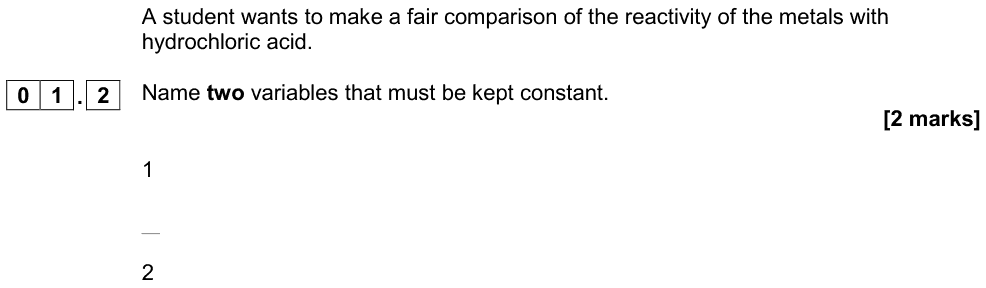 A student wants to make a fair comparison of the reactivity of the metals with
hydrochloric acid.
0 1 . 2 Name two variables that must be kept constant.
[2 marks]
1
2